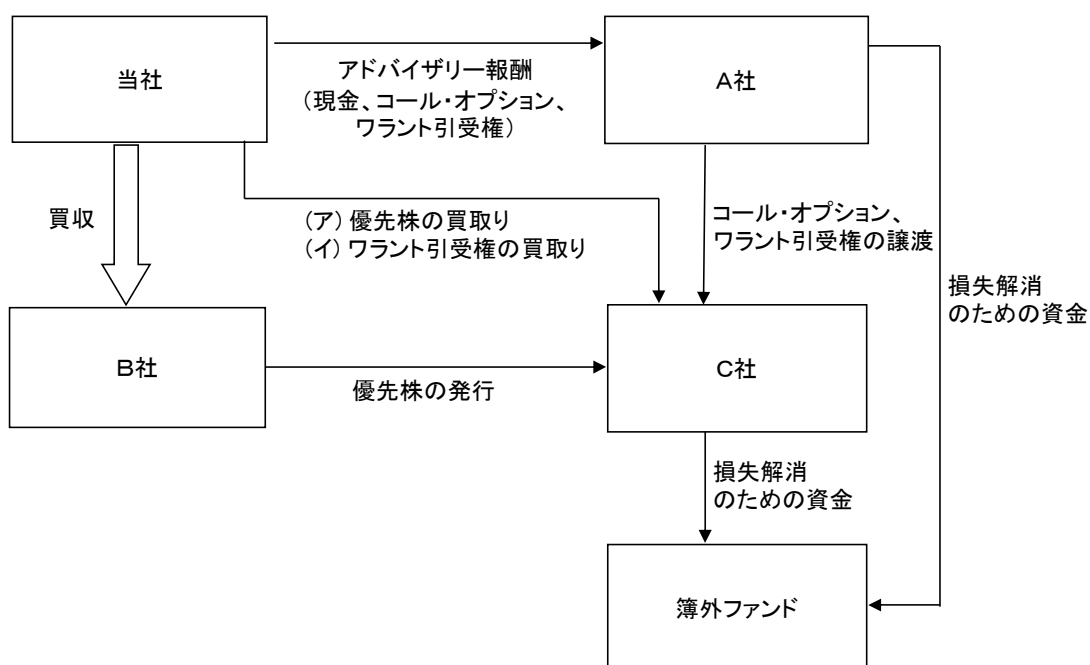 当社
A社
アドバイザリー報酬
（現金、コール・オプション、
ワラント引受権）
買収
（ア） 優先株の買取り
（イ） ワラント引受権の買取り
コール・オプション、
ワラント引受権の譲渡
損失解消
のための資金
B社
C社
優先株の発行
損失解消
のための資金
簿外ファンド